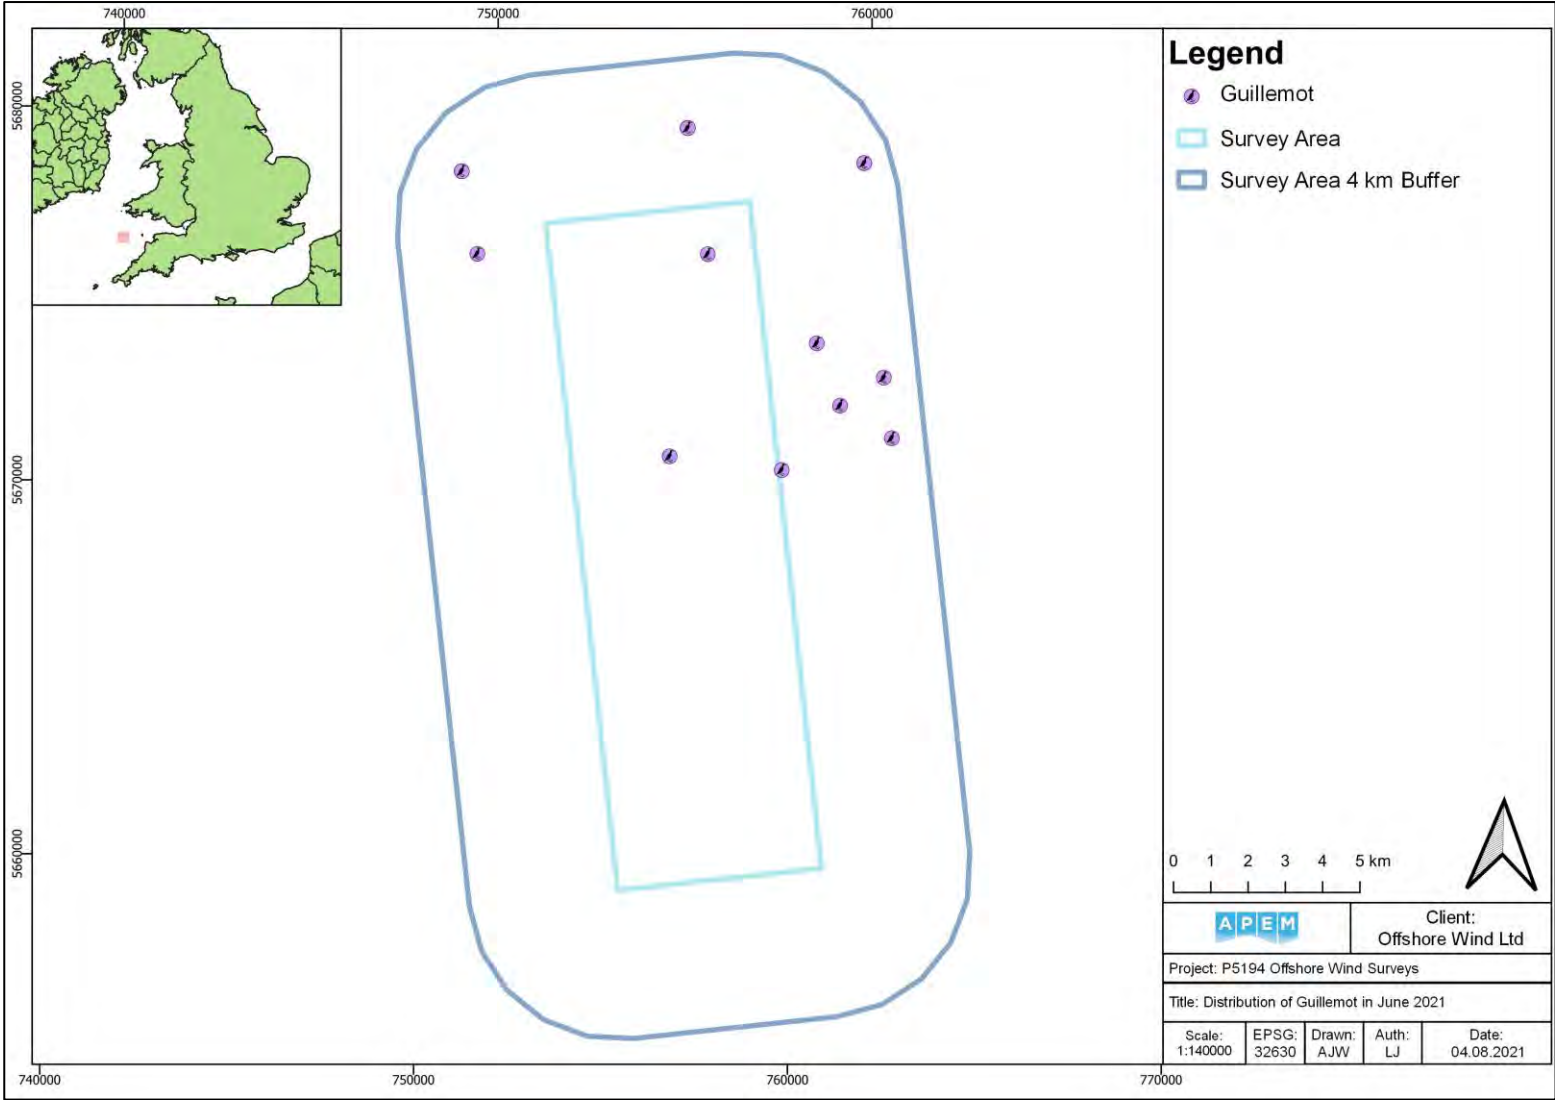 740000
750000
760000
5680000
5670000
5660000
740000
750000
760000
770000
Legend
Guillemot
Survey Area
Survey Area 4 km Buffer
0 1 2 3 4 5 km
APEM
Client:
Offshore Wind Ltd
Project: P5194 Offshore Wind Surveys
Title: Distribution of Guillemot in June 2021
Scale:
1:140000
EPSG:
32630
Drawn:
AJW
Auth:
LJ
Date:
04.08.2021